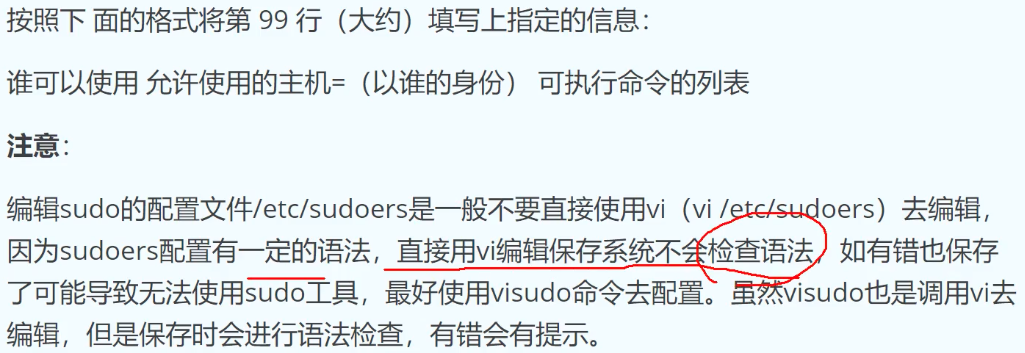 按照下 面的格式将第 99 行（大约）填写上指定的信息：
谁可以使用 允许使用的主机=（以谁的身份） 可执行命令的列表
注意：
编辑sudo的配置文件/etc/sudoers是一般不要直接使用vi（vi /etc/sudoers）去编辑，
因为sudoers配置有一定的语法，直接用vi编辑保存系统不会检查语法，如有错也保存
了可能导致无法使用sudo工具，最好使用visudo命令去配置。虽然visudo也是调用vi去
编辑，但是保存时会进行语法检查，有错会有提示。